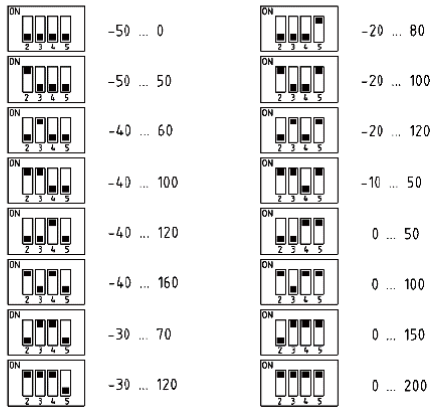 ON
2 3 4 5
-50 ... 0
ON
2 3 4 5
-50 ... 50
ON
2 3 4 5
-40 ... 60
ON
2 3 4 5
-40 ... 100
ON
2 3 4 5
-40 ... 120
ON
2 3 4 5
-40 ... 160
ON
2 3 4 5
-30 ... 70
ON
2 3 4 5
-30 ... 120
ON
2 3 4 5
-20 ... 80
ON
2 3 4 5
-20 ... 100
ON
2 3 4 5
-20 ... 120
ON
2 3 4 5
-10 ... 50
ON
2 3 4 5
0 ... 50
ON
2 3 4 5
0 ... 100
ON
2 3 4 5
0 ... 150
ON
2 3 4 5
0 ... 200